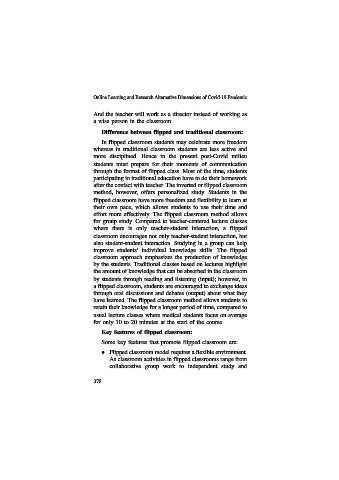 Online Learning and Research Alternative Dimensions of Covid-19 Pandemic
And the teacher will work as a director instead of working as
a wise person in the classroom
Difference between flipped and traditional classroom:
In flipped classroom students may celebrate more freedom
whereas in traditional classroom students are less active and
more disciplined. Hence in the present post-Covid milieu
students must prepare for their moments of communication
through the format of flipped class. Most of the time, students
participating in traditional education have to do their homework
after the contact with teacher. The inverted or flipped classroom
method, however, offers personalized study. Students in the
flipped classroom have more freedom and flexibility to learn at
their own pace, which allows students to use their time and
effort more effectively. The flipped classroom method allows
for group study. Compared to teacher-centered lecture classes
where there is only teacher-student interaction, a flipped
classroom encourages not only teacher-student interaction, but
also student-student interaction. Studying in a group can help
improve students' individual knowledge skills. The flipped
classroom approach emphasizes the production of knowledge
by the students. Traditional classes based on lectures highlight
the amount of knowledge that can be absorbed in the classroom
by students through reading and listening (input); however, in
a flipped classroom, students are encouraged to exchange ideas
through oral discussions and debates (output) about what they
have learned. The flipped classroom method allows students to
retain their knowledge for a longer period of time, compared to
usual lecture classes where medical students focus on average
for only 10 to 20 minutes at the start of the course.
Key features of flipped classroom:
Some key features that promote flipped classroom are:
• Flipped classroom model requires a flexible environment.
As classroom activities in flipped classrooms range from
collaborative group work to independent study and
378